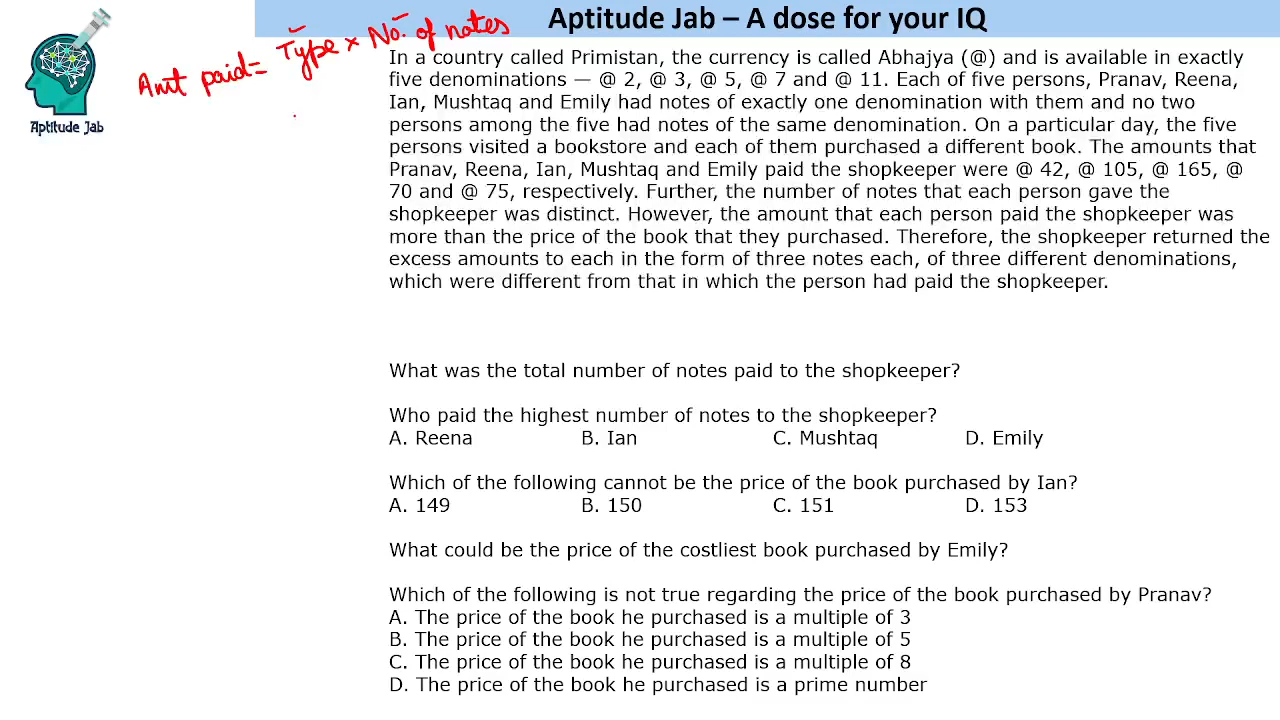 Aptitude Jab – A dose for your IQ
Amt paid = Type × No. of notes
Aptitude Jab
In a country called Primistan, the currency is called Abhajya (@) and is available in exactly
five denominations — @ 2, @ 3, @ 5, @ 7 and @ 11. Each of five persons, Pranav, Reena,
Ian, Mushtaq and Emily had notes of exactly one denomination with them and no two
persons among the five had notes of the same denomination. On a particular day, the five
persons visited a bookstore and each of them purchased a different book. The amounts that
Pranav, Reena, Ian, Mushtaq and Emily paid the shopkeeper were @ 42, @ 105, @ 165, @
70 and @ 75, respectively. Further, the number of notes that each person gave the
shopkeeper was distinct. However, the amount that each person paid the shopkeeper was
more than the price of the book that they purchased. Therefore, the shopkeeper returned the
excess amounts to each in the form of three notes each, of three different denominations,
which were different from that in which the person had paid the shopkeeper.
What was the total number of notes paid to the shopkeeper?
Who paid the highest number of notes to the shopkeeper?
A. Reena B. Ian C. Mushtaq D. Emily
Which of the following cannot be the price of the book purchased by Ian?
A. 149 B. 150 C. 151 D. 153
What could be the price of the costliest book purchased by Emily?
Which of the following is not true regarding the price of the book purchased by Pranav?
A. The price of the book he purchased is a multiple of 3
B. The price of the book he purchased is a multiple of 5
C. The price of the book he purchased is a multiple of 8
D. The price of the book he purchased is a prime number